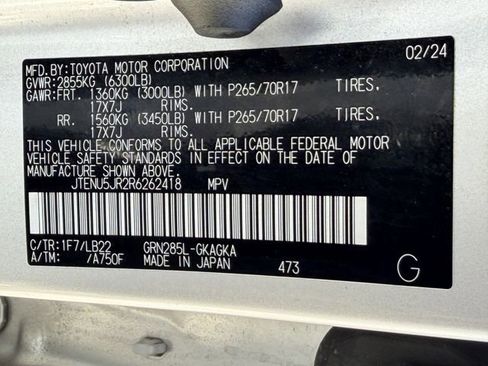 MFD.BY:TOYOTA MOTOR CORPORATION 02/24
GVWR:2855KG (6300LB)
GAWR:FRT. 1360KG (3000LB) WITH P265/70R17 TIRES,
17X7J RIMS.
RR. 1560KG (3450LB) WITH P265/70R17 TIRES,
17X7J RIMS.
THIS VEHICLE CONFORMS TO ALL APPLICABLE FEDERAL MOTOR
VEHICLE SAFETY STANDARDS IN EFFECT ON THE DATE OF
MANUFACTURE SHOWN ABOVE.
JTENU5JR2R6262418 MPV
C/TR:1F7/LB22 GRN285L-GKAGKA
A/TM: /A750F MADE IN JAPAN 473 G